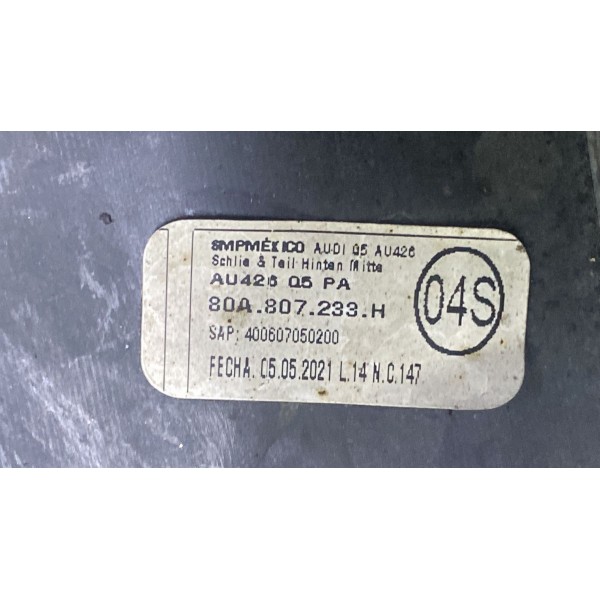 SMPMÉXICO AUDI Q5 AU426
Schlie & Teil Hinten Mitte
AU426 Q5 PA
80A.807.233.H
04S
SAP: 400607050200
FECHA. 05.05.2021 L.14 N.C.147